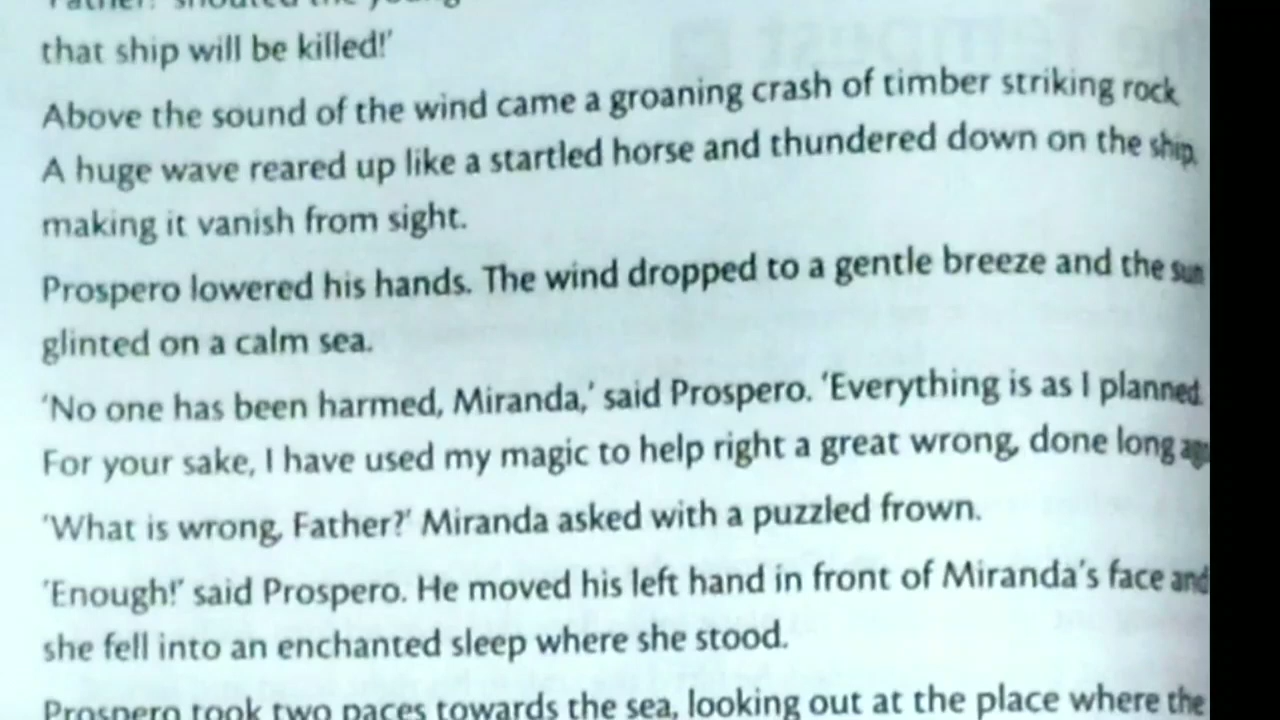 'Father!' shouted the young
that ship will be killed!'
Above the sound of the wind came a groaning crash of timber striking rock
A huge wave reared up like a startled horse and thundered down on the ship,
making it vanish from sight.
Prospero lowered his hands. The wind dropped to a gentle breeze and the sun
glinted on a calm sea.
'No one has been harmed, Miranda,' said Prospero. 'Everything is as I planned.
For your sake, I have used my magic to help right a great wrong, done long ago
'What is wrong, Father?' Miranda asked with a puzzled frown.
'Enough!' said Prospero. He moved his left hand in front of Miranda's face and
she fell into an enchanted sleep where she stood.
Prospero took two paces towards the sea, looking out at the place where the